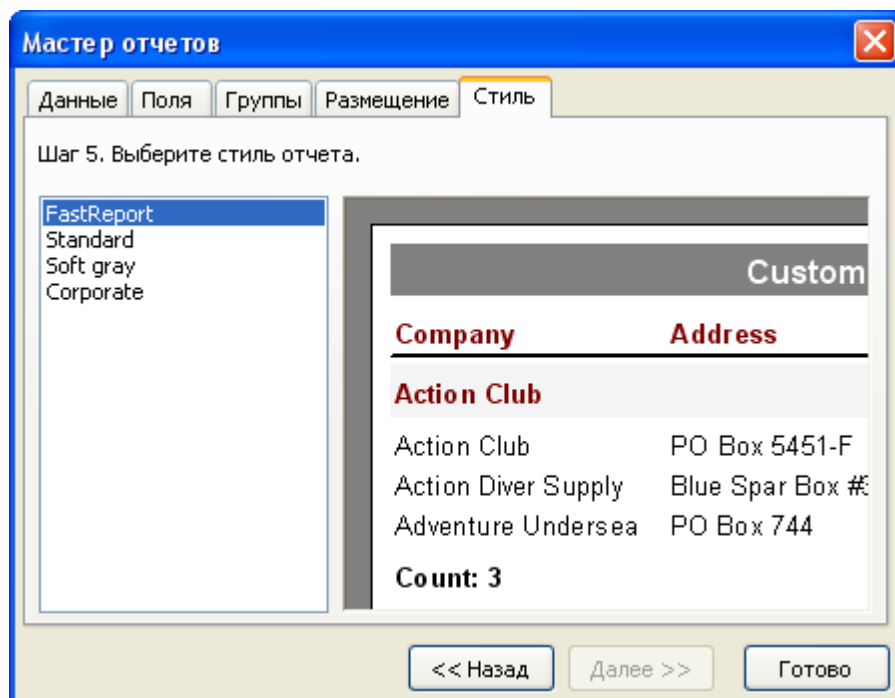 Мастер отчетов
Данные Поля Группы Размещение Стиль
Шаг 5. Выберите стиль отчета.
FastReport
Standard
Soft gray
Corporate
Custom
Company Address
Action Club
Action Club PO Box 5451-F
Action Diver Supply Blue Spar Box #3
Adventure Undersea PO Box 744
Count: 3
<< Назад Далее >> Готово